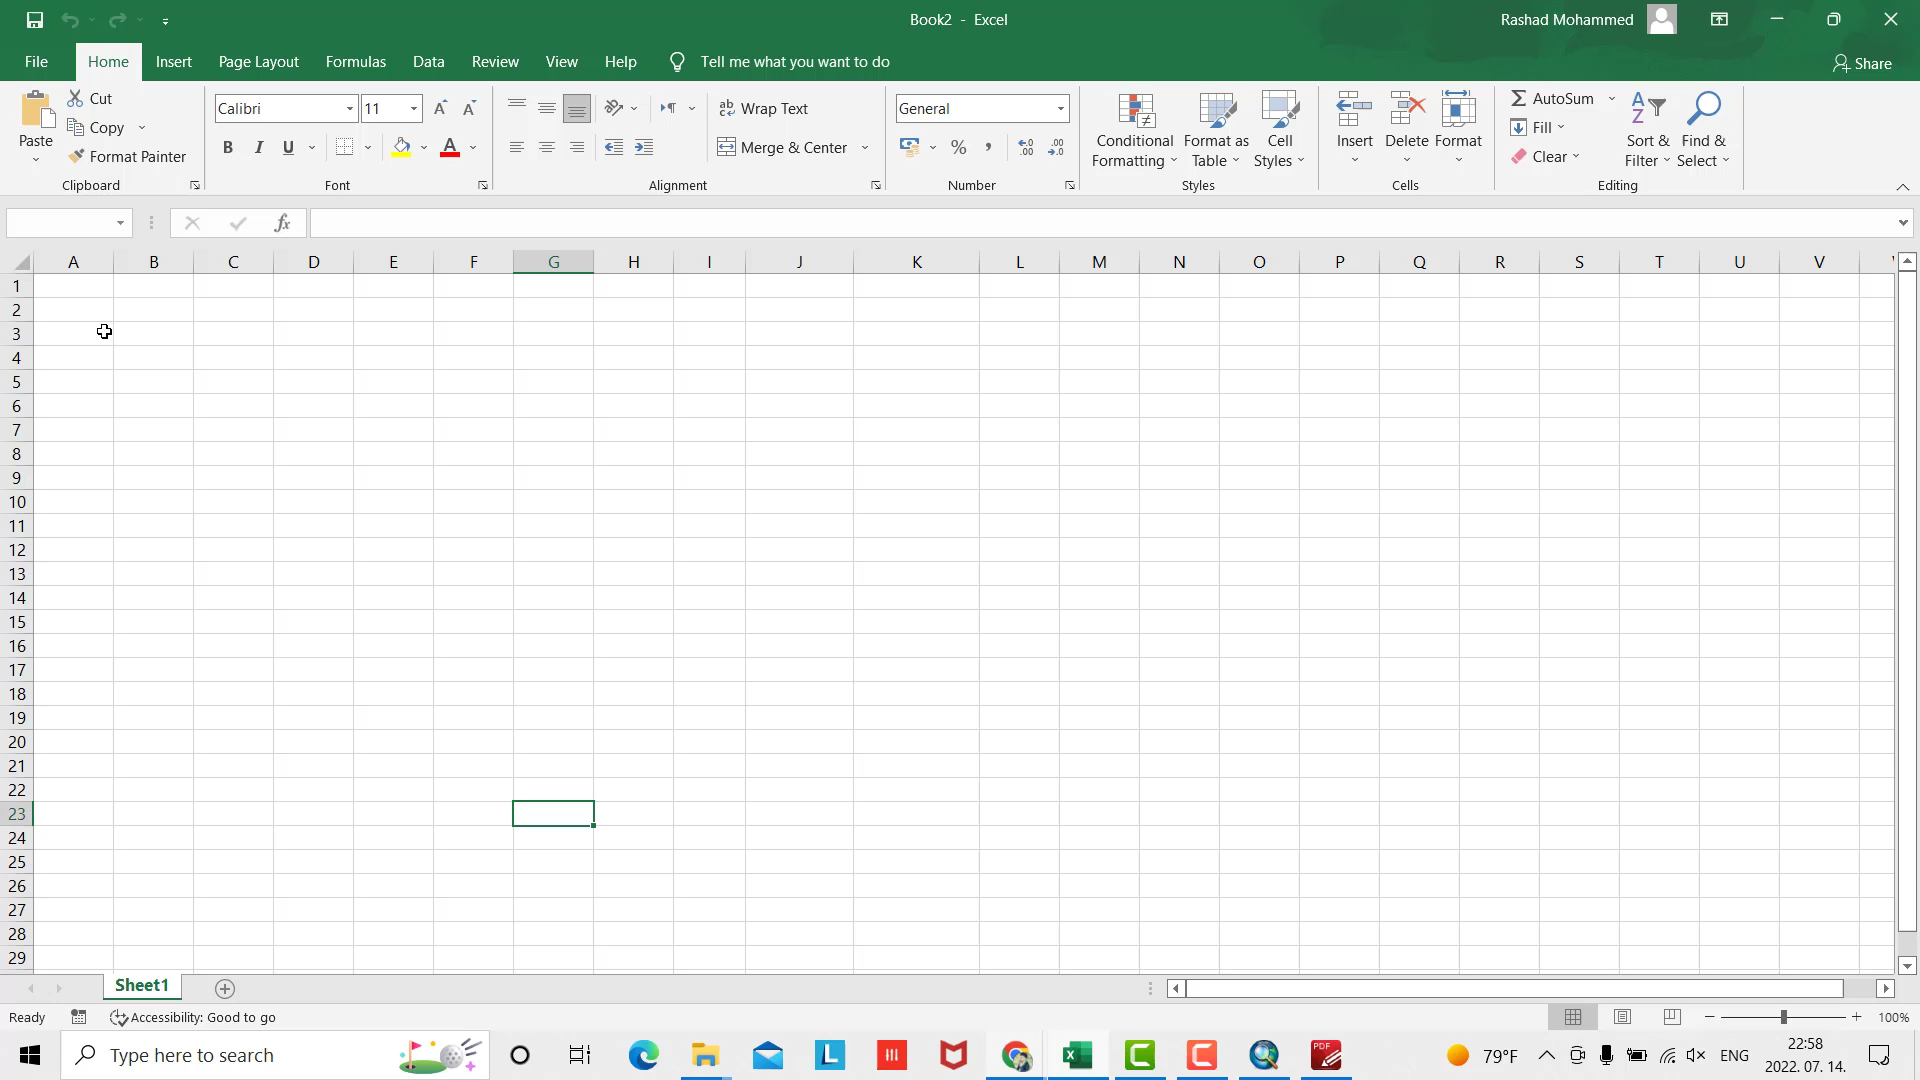 Book2 - Excel
Rashad Mohammed
File Home Insert Page Layout Formulas Data Review View Help Tell me what you want to do
Share
Paste
Cut
Copy
Format Painter
Clipboard
Calibri 11
B I U
Font
Wrap Text
Merge & Center
Alignment
General
Number
Conditional Formatting
Format as Table
Cell Styles
Styles
Insert Delete Format
Cells
AutoSum
Fill
Clear
Sort & Filter
Find & Select
Editing
fx
A B C D E F G H I J K L M N O P Q R S T U V
1
2
3
4
5
6
7
8
9
10
11
12
13
14
15
16
17
18
19
20
21
22
23
24
25
26
27
28
29
Sheet1
Ready Accessibility: Good to go 100%
Type here to search
79°F ENG
22:58
2022. 07. 14.